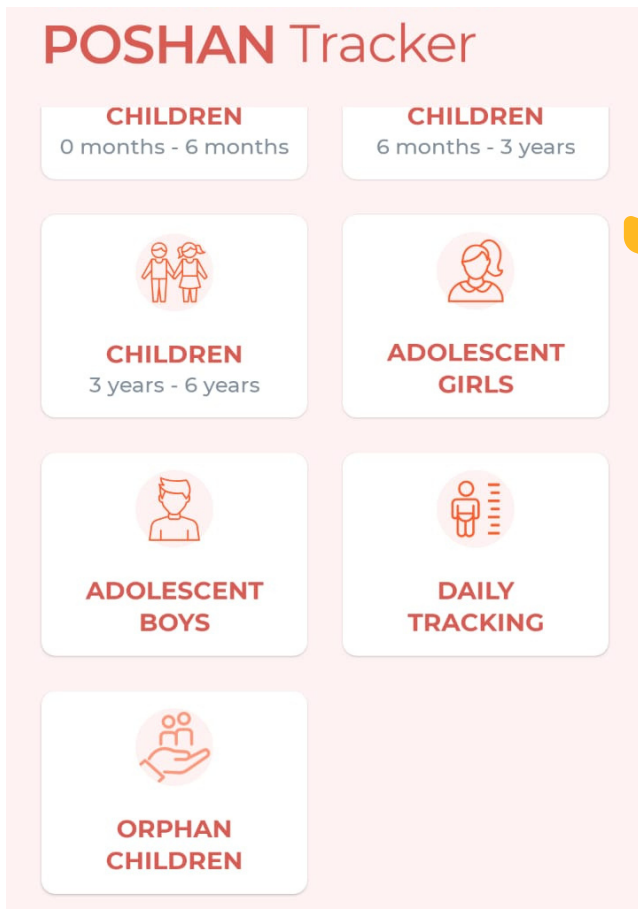 POSHAN Tracker
CHILDREN
0 months - 6 months
CHILDREN
6 months - 3 years
CHILDREN
3 years - 6 years
ADOLESCENT
GIRLS
ADOLESCENT
BOYS
DAILY
TRACKING
ORPHAN
CHILDREN